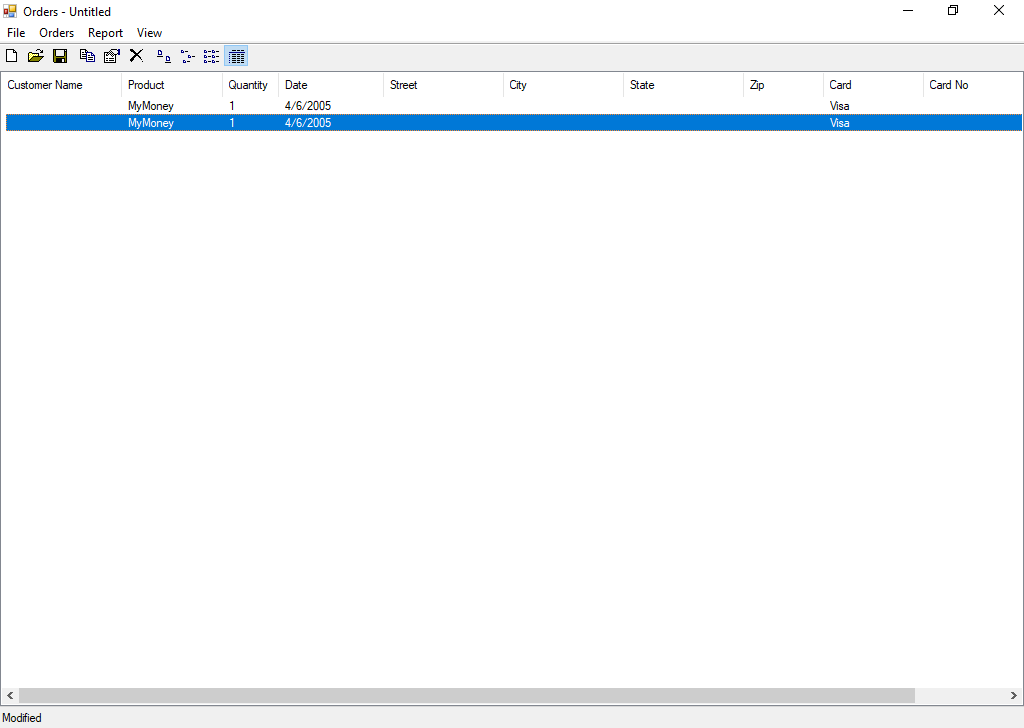 Orders - Untitled
File Orders Report View
Customer Name Product Quantity Date Street City State Zip Card Card No
MyMoney 1 4/6/2005 Visa
MyMoney 1 4/6/2005 Visa
Modified